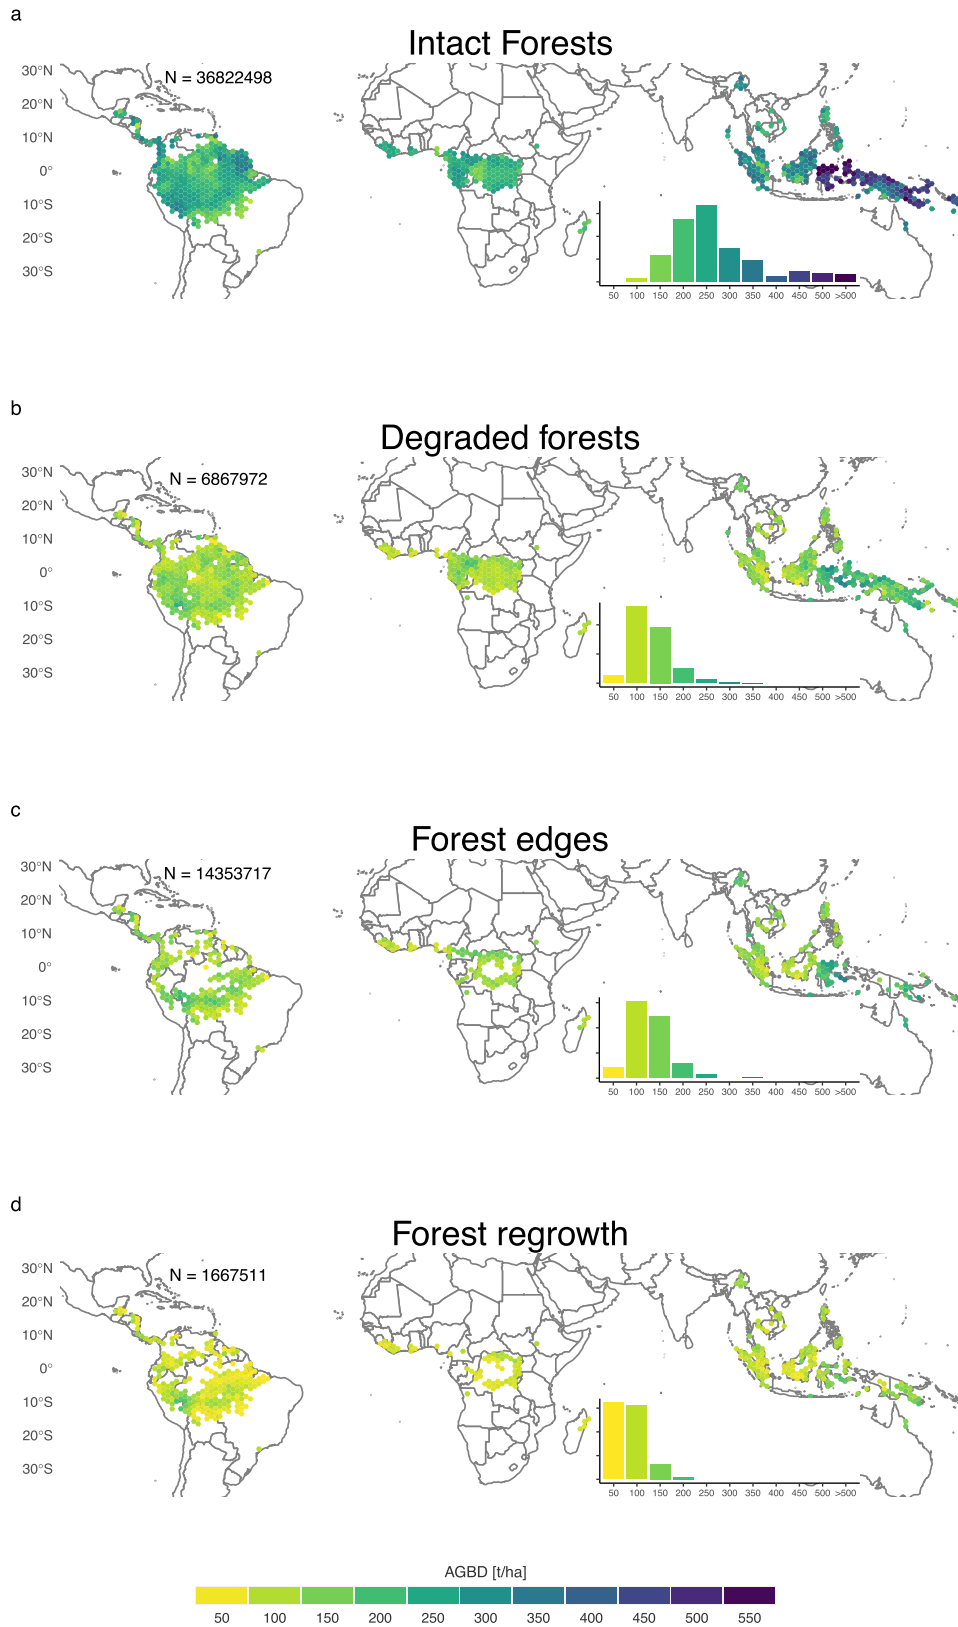 a
Intact Forests
N = 36822498
30°N
20°N
10°N
0°
10°S
20°S
30°S
50 100 150 200 250 300 350 400 450 500 >500
b
Degraded forests
N = 6867972
30°N
20°N
10°N
0°
10°S
20°S
30°S
50 100 150 200 250 300 350 400 450 500 >500
c
Forest edges
N = 14353717
30°N
20°N
10°N
0°
10°S
20°S
30°S
50 100 150 200 250 300 350 400 450 500 >500
d
Forest regrowth
N = 1667511
30°N
20°N
10°N
0°
10°S
20°S
30°S
50 100 150 200 250 300 350 400 450 500 >500
AGBD [t/ha]
50 100 150 200 250 300 350 400 450 500 550